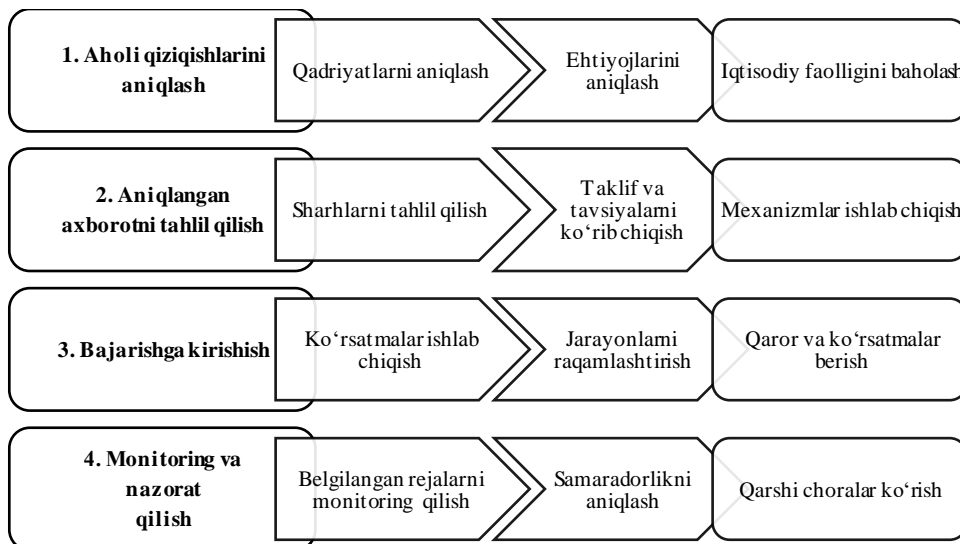 1. Aholi qiziqishlarini
aniqlash
Qadriyatlarni aniqlash
Ehtiyojlarini
aniqlash
Iqtisodiy faolligini baholash
2. Aniqlangan
axborotni tahlil qilish
Sharhlarni tahlil qilish
Taklif va
tavsiyalarni
ko‘rib chiqish
Mexanizmlar ishlab chiqish
3. Bajarishga kirishish
Ko‘rsatmalar ishlab
chiqish
Jarayonlarni
raqamlashtirish
Qaror va ko‘rsatmalar
berish
4. Monitoring va
nazorat
qilish
Belgilangan rejalarni
monitoring qilish
Samaradorlikni
aniqlash
Qarshi choralar ko‘rish